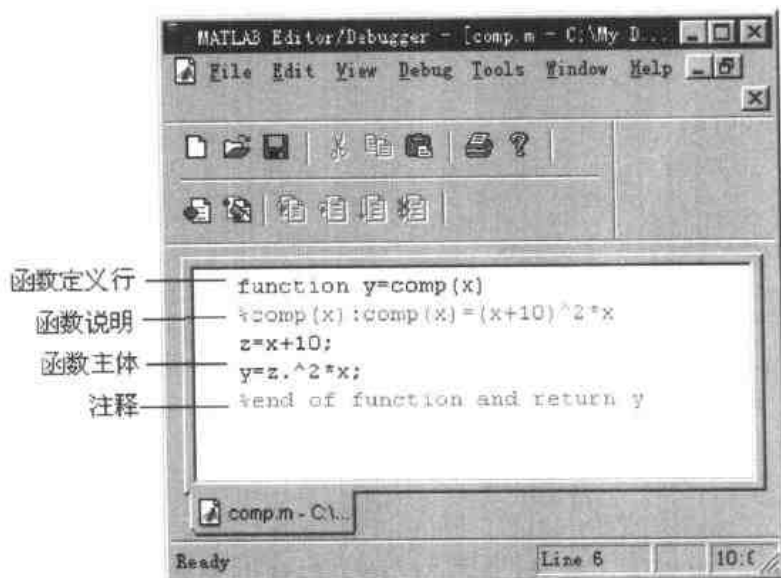 MATLAB Editor/Debugger - [comp.m - C:\My D...
File Edit View Debug Tools Window Help
函数定义行
function y=comp(x)
函数说明
%comp(x):comp(x)=(x+10)^2*x
z=x+10;
函数主体
y=z.^2*x;
注释
%end of function and return y
comp.m - C:\...
Ready
Line 6